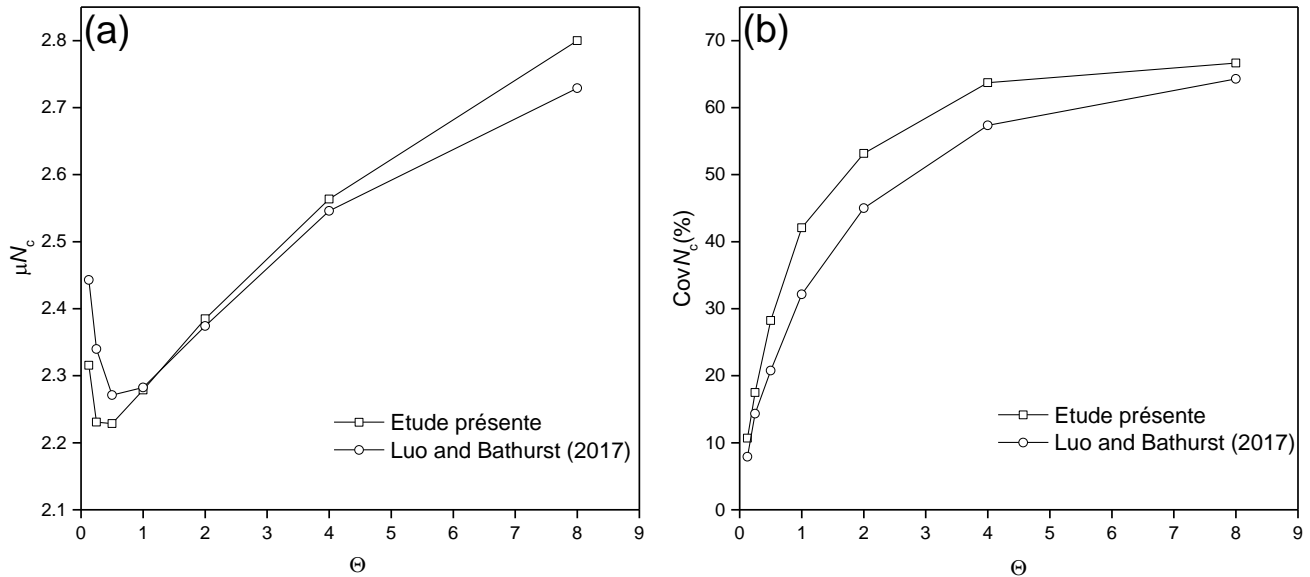 (a)
2.8
2.7
2.6
2.5
2.4
2.3
2.2
2.1
μNc
0 1 2 3 4 5 6 7 8 9
Θ
Etude présente
Luo and Bathurst (2017)
(b)
70
60
50
40
30
20
10
0
Cov Nc (%)
0 1 2 3 4 5 6 7 8 9
Θ
Etude présente
Luo and Bathurst (2017)